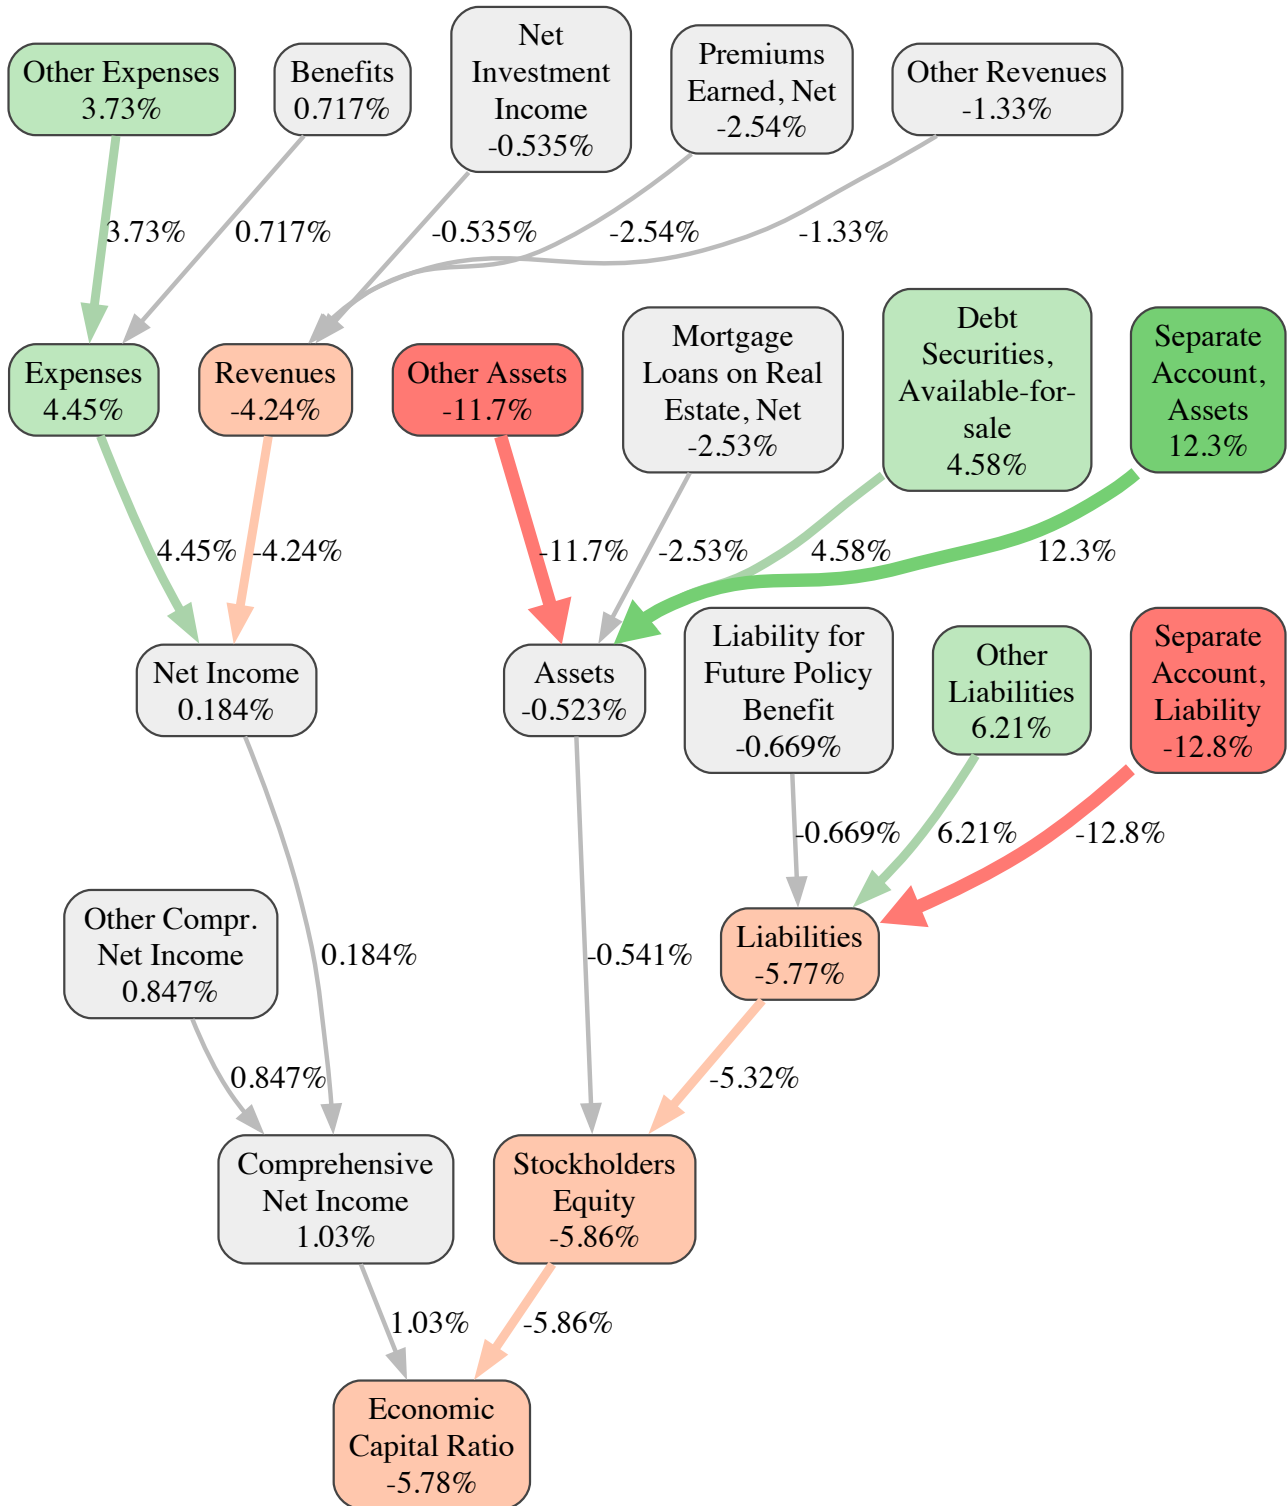 Other Expenses
3.73%
Benefits
0.717%
Net
Investment
Income
-0.535%
Premiums
Earned, Net
-2.54%
Other Revenues
-1.33%
3.73%
0.717%
-0.535%
-2.54%
-1.33%
Expenses
4.45%
Revenues
-4.24%
Other Assets
-11.7%
Mortgage
Loans on Real
Estate, Net
-2.53%
Debt
Securities,
Available-for-
sale
4.58%
Separate
Account,
Assets
12.3%
4.45%
-4.24%
-11.7%
-2.53%
4.58%
12.3%
Net Income
0.184%
Assets
-0.523%
Liability for
Future Policy
Benefit
-0.669%
Other
Liabilities
6.21%
Separate
Account,
Liability
-12.8%
-0.669%
6.21%
-12.8%
Other Compr.
Net Income
0.847%
0.184%
-0.541%
Liabilities
-5.77%
0.847%
-5.32%
Comprehensive
Net Income
1.03%
Stockholders
Equity
-5.86%
1.03%
-5.86%
Economic
Capital Ratio
-5.78%